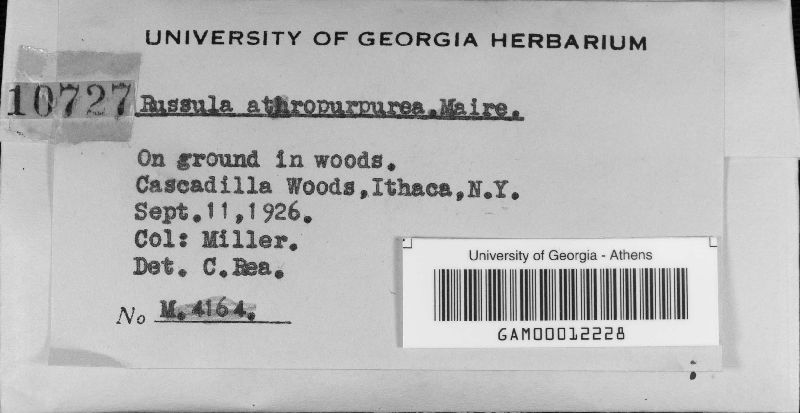 UNIVERSITY OF GEORGIA HERBARIUM
10727 Russula athropurpurea.Maire.
On ground in woods.
Cascadilla Woods,Ithaca,N.Y.
Sept.11,1926.
Col: Miller.
Det. C.Rea.
No M.4164.
University of Georgia - Athens
GAM00012228